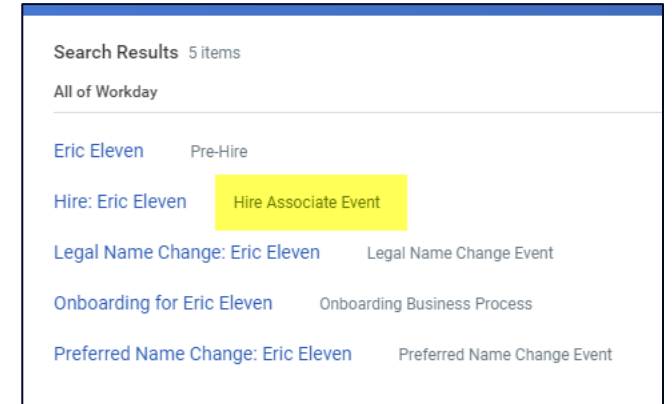 Search Results 5 items
All of Workday
Eric Eleven Pre-Hire
Hire: Eric Eleven Hire Associate Event
Legal Name Change: Eric Eleven Legal Name Change Event
Onboarding for Eric Eleven Onboarding Business Process
Preferred Name Change: Eric Eleven Preferred Name Change Event